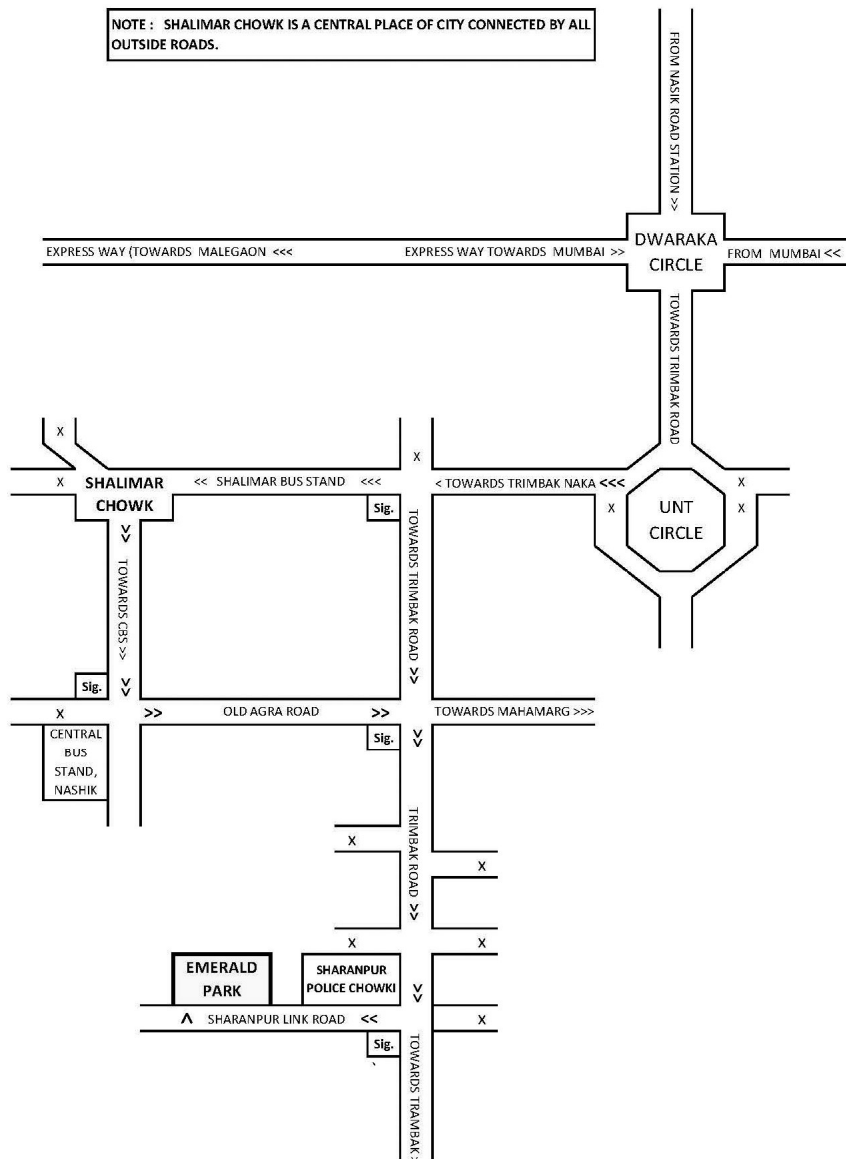 NOTE : SHALIMAR CHOWK IS A CENTRAL PLACE OF CITY CONNECTED BY ALL
OUTSIDE ROADS.
FROM NASIK ROAD STATION >>
EXPRESS WAY (TOWARDS MALEGAON <<<
EXPRESS WAY TOWARDS MUMBAI >>
DWARAKA
CIRCLE
FROM MUMBAI <<
TOWARDS TRIMBAK ROAD
X
X
X
SHALIMAR
CHOWK
<< SHALIMAR BUS STAND <<<
< TOWARDS TRIMBAK NAKA <<<
X
X
X
UNT
CIRCLE
Sig.
>>
TOWARDS CBS >>
>>
TOWARDS TRIMBAK ROAD >>
Sig.
X
>> OLD AGRA ROAD >>
TOWARDS MAHAMARG >>>
CENTRAL
BUS
STAND,
NASHIK
Sig.
>>
TRIMBAK ROAD >>
X
X
X
X
EMERALD
PARK
SHARANPUR
POLICE CHOWKI
>>
^ SHARANPUR LINK ROAD <<
X
Sig.
TOWARDS TRAMBAK >